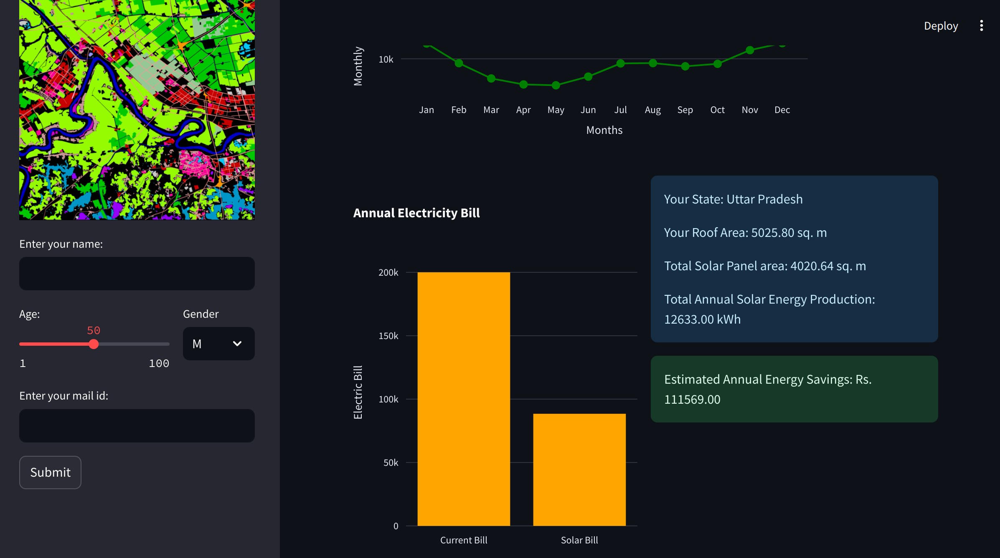 Enter your name:
Age:
50
1
100
Gender
M
Enter your mail id:
Submit
Deploy
Monthly
10k
Jan Feb Mar Apr May Jun Jul Aug Sep Oct Nov Dec
Months
Annual Electricity Bill
Electric Bill
200k
150k
100k
50k
0
Current Bill Solar Bill
Your State: Uttar Pradesh
Your Roof Area: 5025.80 sq. m
Total Solar Panel area: 4020.64 sq. m
Total Annual Solar Energy Production:
12633.00 kWh
Estimated Annual Energy Savings: Rs.
111569.00